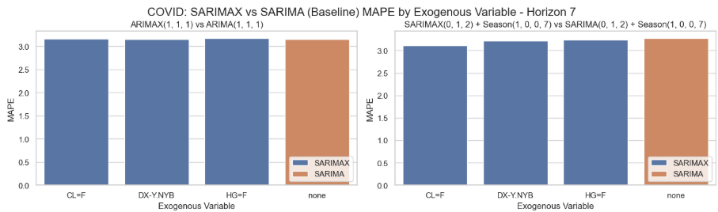 COVID: SARIMAX vs SARIMA (Baseline) MAPE by Exogenous Variable - Horizon 7
ARIMAX(1, 1, 1) vs ARIMA(1, 1, 1)
3.0
2.5
2.0
1.5
1.0
0.5
0.0
MAPE
CL=F
DX-Y.NYB
HG=F
none
Exogenous Variable
SARIMAX
SARIMA
SARIMAX(0, 1, 2) + Season(1, 0, 0, 7) vs SARIMA(0, 1, 2) + Season(1, 0, 0, 7)
3.0
2.5
2.0
1.5
1.0
0.5
0.0
MAPE
CL=F
DX-Y.NYB
HG=F
none
Exogenous Variable
SARIMAX
SARIMA